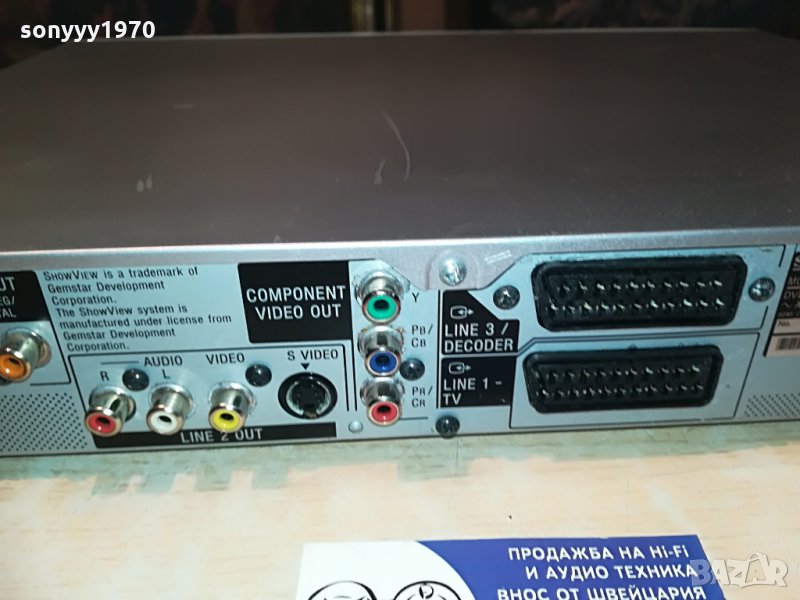 sonyyy1970
SHOWVIEW is a trademark of
Gemstar Development
Corporation.
The ShowView system is
manufactured under license from
Gemstar Development
Corporation.
COMPONENT
VIDEO OUT
Y
PB/
CB
PR/
CR
LINE 3 /
DECODER
LINE 1 -
TV
AUDIO
R
L
VIDEO
S VIDEO
LINE 2 OUT
No.
ПРОДАЖБА НА Hi-Fi
И АУДИО ТЕХНИКА
ВНОС ОТ ШВЕЙЦАРИЯ
BAZAR